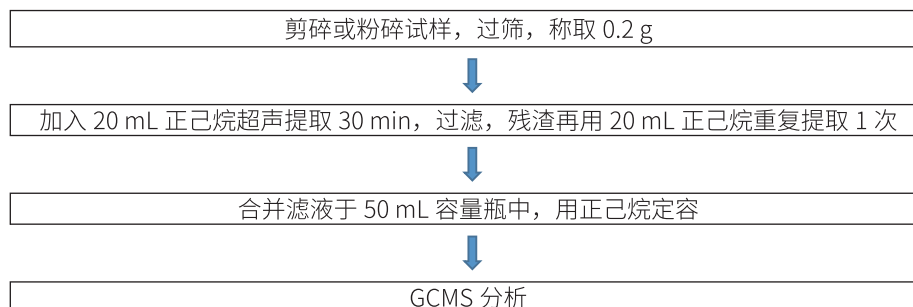 剪碎或粉碎试样，过筛，称取 0.2 g
加入 20 mL 正己烷超声提取 30 min，过滤，残渣再用 20 mL 正己烷重复提取 1 次
合并滤液于 50 mL 容量瓶中，用正己烷定容
GCMS 分析